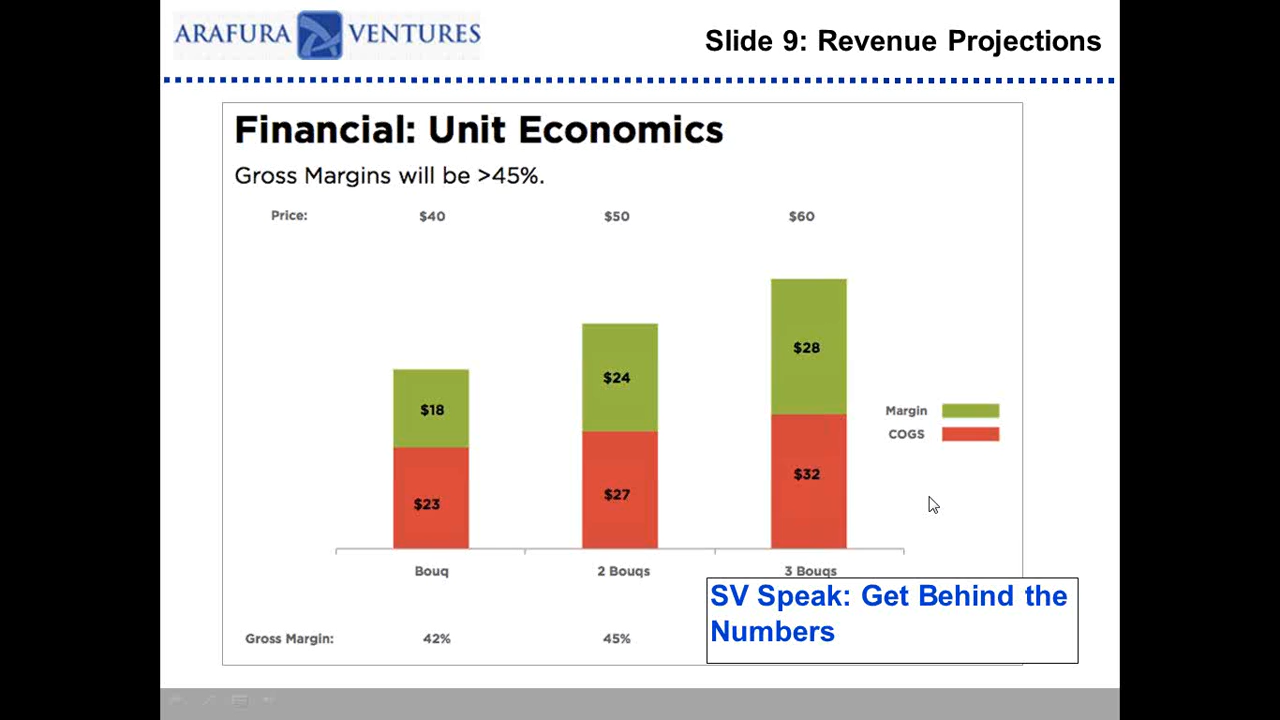 ARAFURA VENTURES
Slide 9: Revenue Projections
Financial: Unit Economics
Gross Margins will be >45%.
Price: $40 $50 $60
$18 $24 $28
$23 $27 $32
Margin
COGS
Bouq 2 Bouqs 3 Bouqs
Gross Margin: 42% 45%
SV Speak: Get Behind the
Numbers